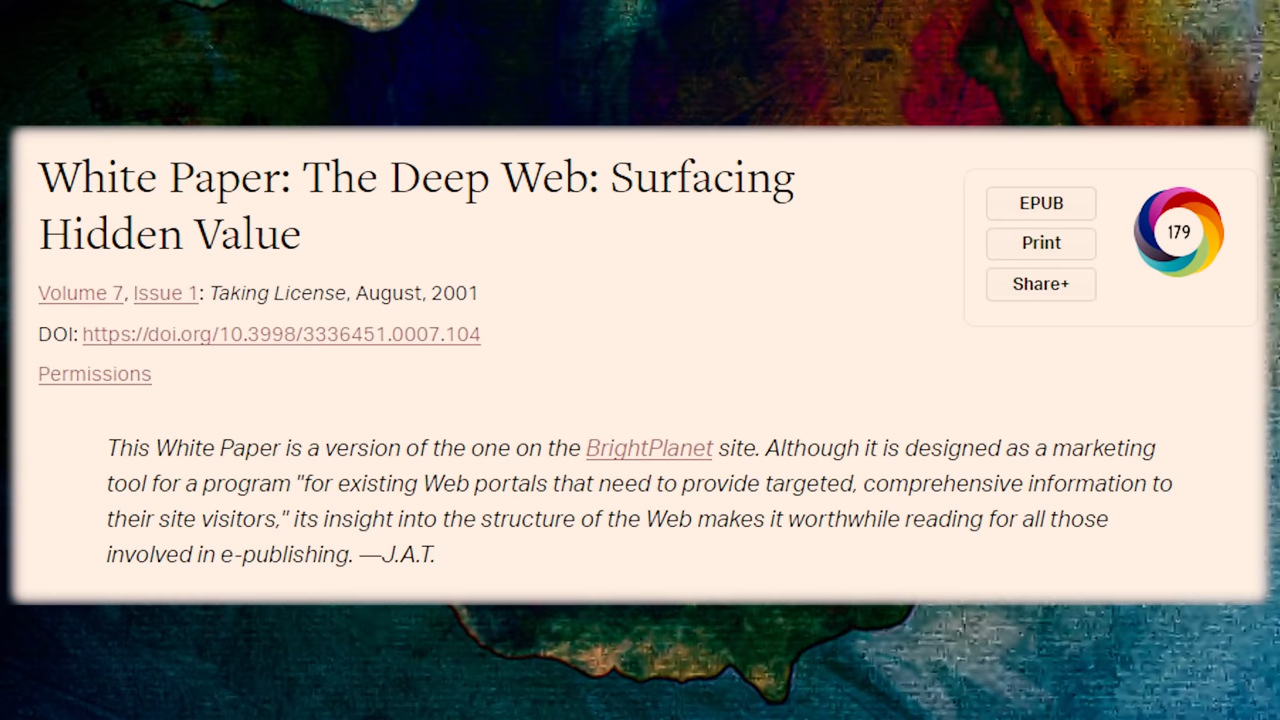 White Paper: The Deep Web: Surfacing
Hidden Value
Volume 7, Issue 1: Taking License, August, 2001
DOI: https://doi.org/10.3998/3336451.0007.104
Permissions
EPUB
Print
Share+
179
This White Paper is a version of the one on the BrightPlanet site. Although it is designed as a marketing
tool for a program "for existing Web portals that need to provide targeted, comprehensive information to
their site visitors," its insight into the structure of the Web makes it worthwhile reading for all those
involved in e-publishing. —J.A.T.